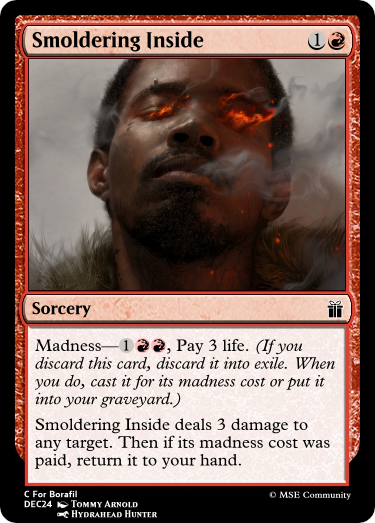 Smoldering Inside 1
Sorcery
Madness—1, Pay 3 life. (If you
discard this card, discard it into exile. When
you do, cast it for its madness cost or put it
into your graveyard.)
Smoldering Inside deals 3 damage to
any target. Then if its madness cost was
paid, return it to your hand.
C For Borafil
DEC24 Tommy Arnold
Hydrahead Hunter
© MSE Community